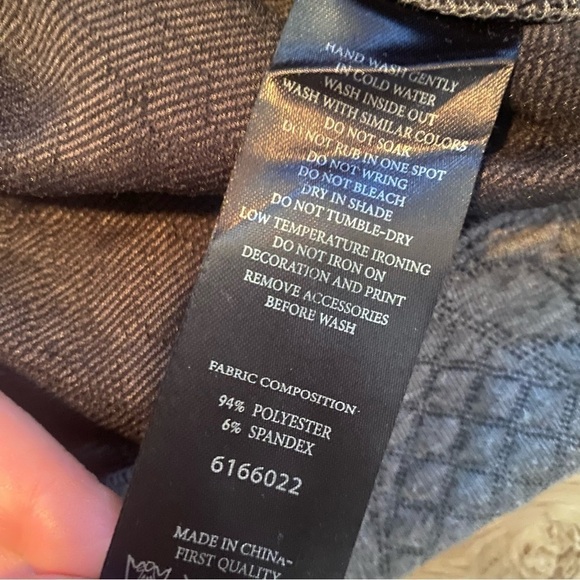 HAND WASH GENTLY
IN COLD WATER
WASH INSIDE OUT
WASH WITH SIMILAR COLORS
DO NOT SOAK
DO NOT RUB IN ONE SPOT
DO NOT WRING
DO NOT BLEACH
DRY IN SHADE
DO NOT TUMBLE-DRY
LOW TEMPERATURE IRONING
DO NOT IRON ON
DECORATION AND PRINT
REMOVE ACCESSORIES
BEFORE WASH
FABRIC COMPOSITION
94% POLYESTER
6% SPANDEX
6166022
MADE IN CHINA-
FIRST QUALITY